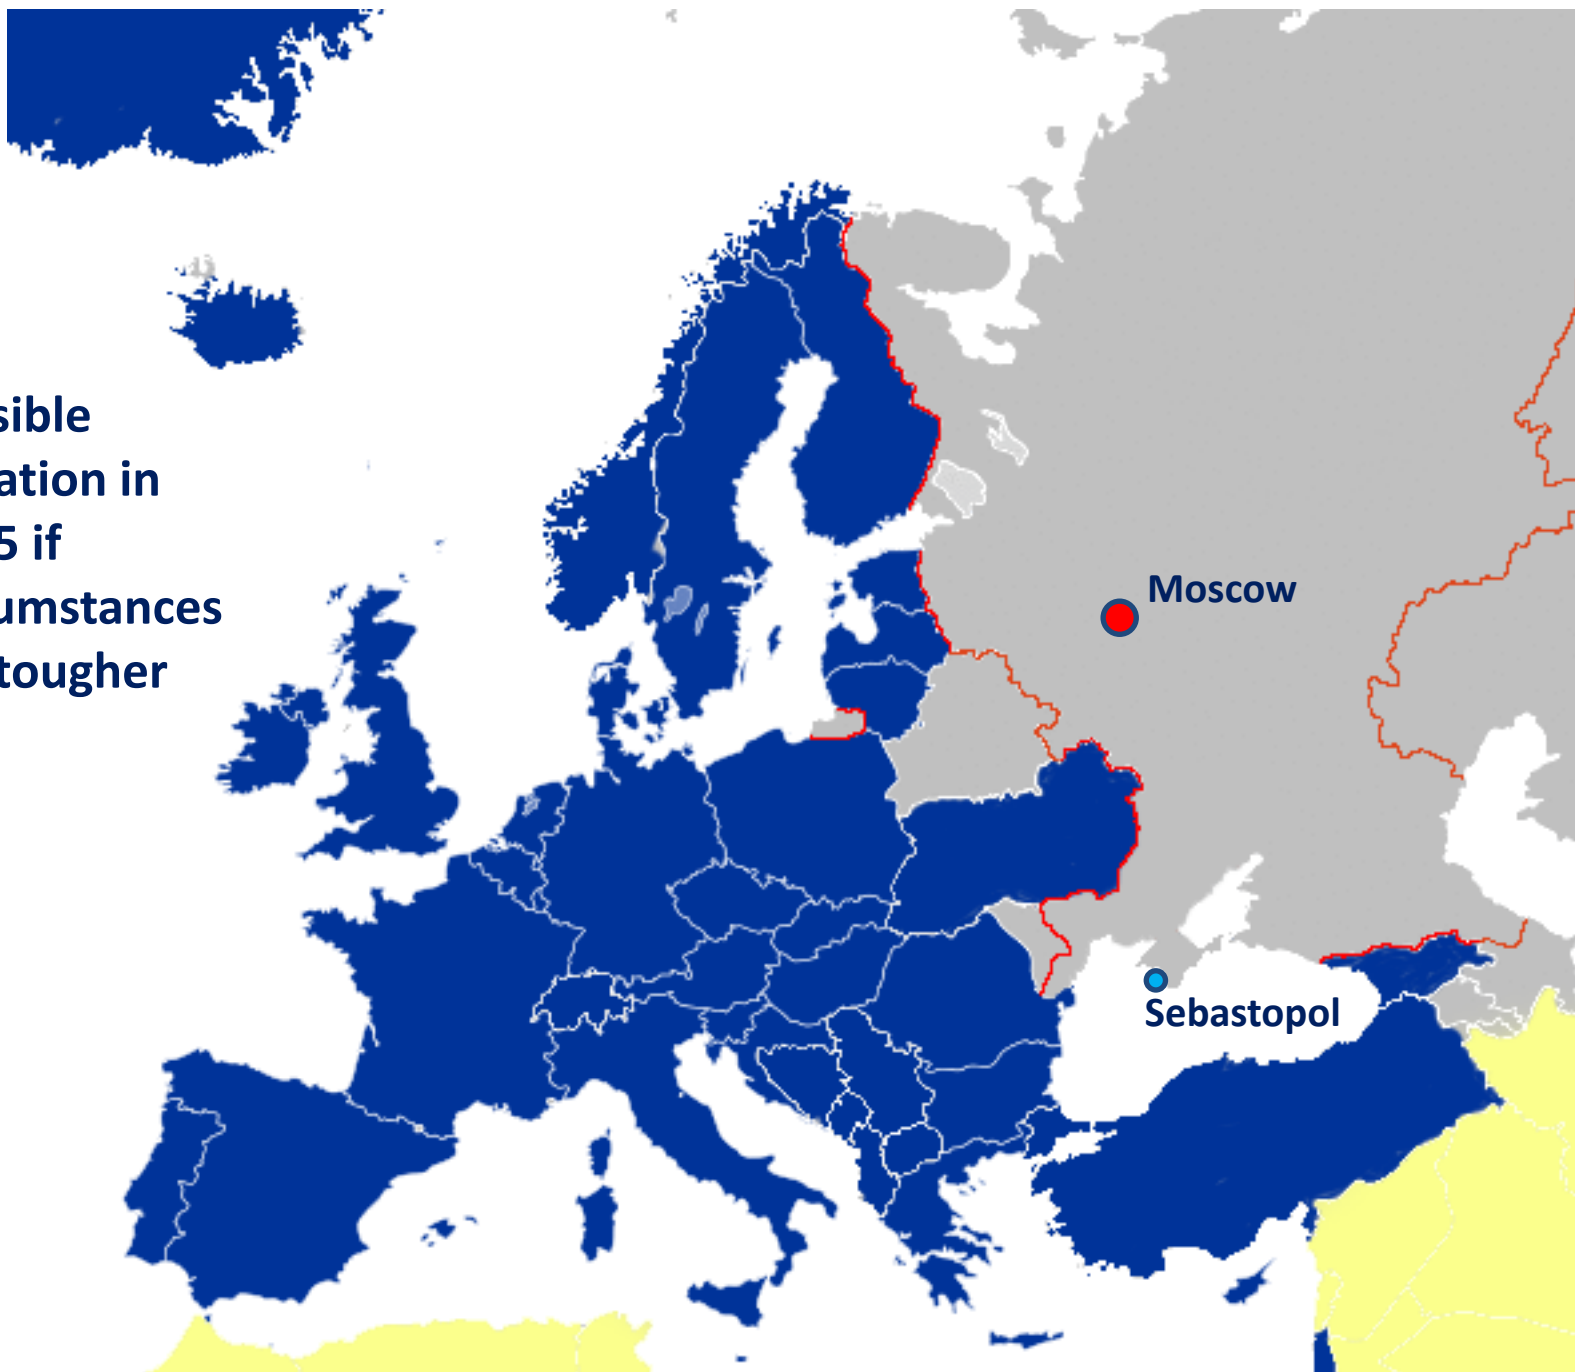 sible
ation in
5 if
umstances
tougher
Moscow
Sebastopol